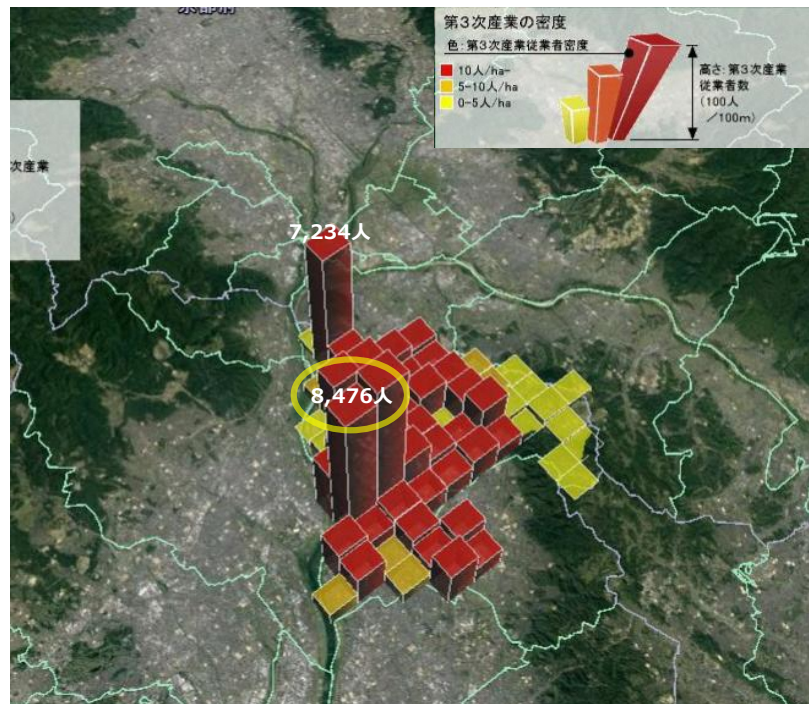 第3次産業の密度
色:第3次産業従業者密度
10人/ha-
5-10人/ha
0-5人/ha
高さ:第3次産業
従業者数
(100人
／100m)
次産業
)
7,234人
8,476人